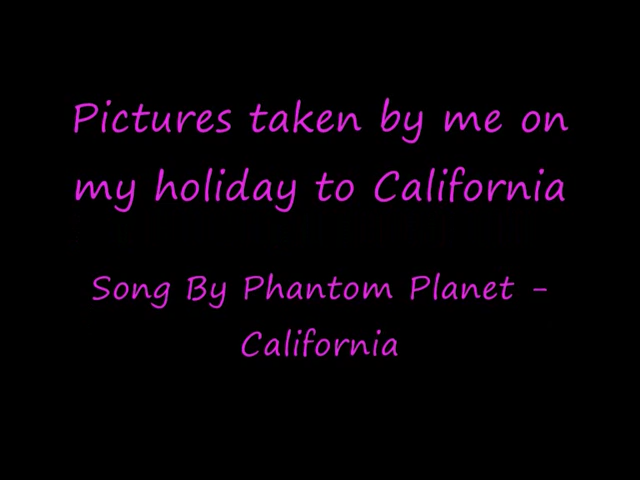 Pictures taken by me on
my holiday to California
Song By Phantom Planet -
California